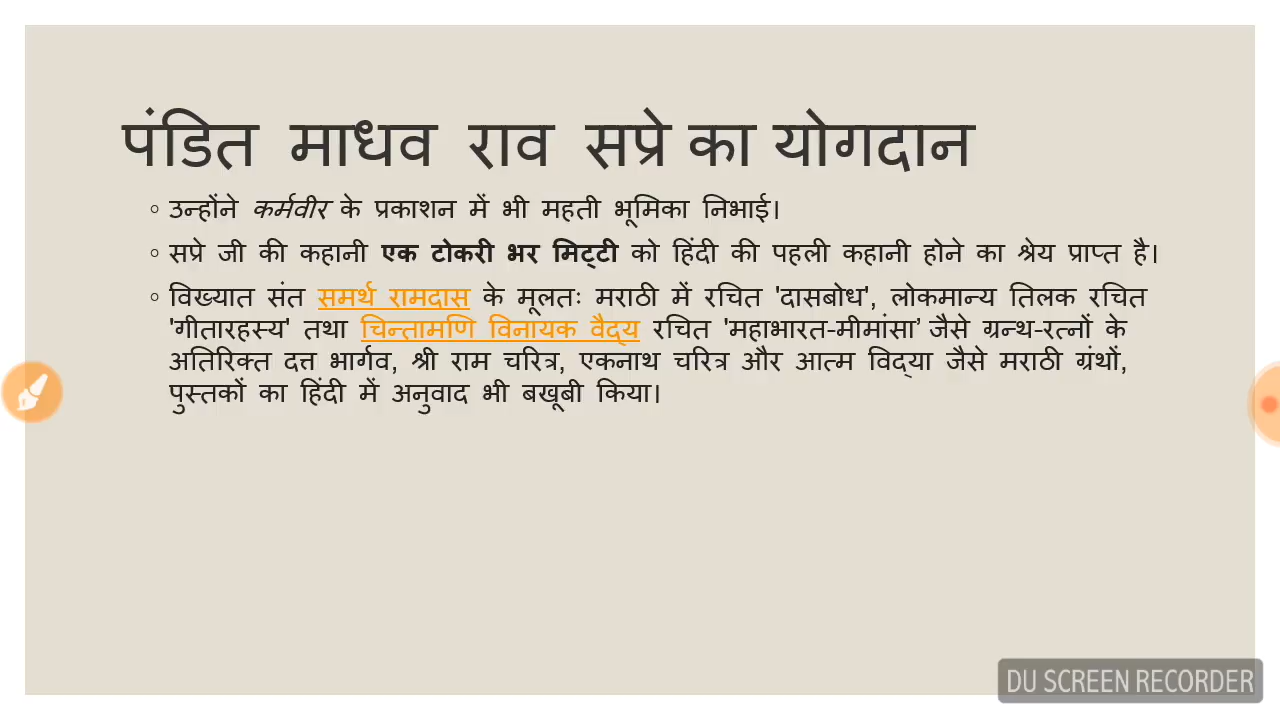 पंडित माधव राव सप्रे का योगदान
◦ उन्होंने कर्मवीर के प्रकाशन में भी महती भूमिका निभाई।
◦ सप्रे जी की कहानी एक टोकरी भर मिट्टी को हिंदी की पहली कहानी होने का श्रेय प्राप्त है।
◦ विख्यात संत समर्थ रामदास के मूलतः मराठी में रचित 'दासबोध', लोकमान्य तिलक रचित
'गीतारहस्य' तथा चिन्तामणि विनायक वैद्य रचित 'महाभारत-मीमांसा’ जैसे ग्रन्थ-रत्नों के
अतिरिक्त दत्त भार्गव, श्री राम चरित्र, एकनाथ चरित्र और आत्म विद्या जैसे मराठी ग्रंथों,
पुस्तकों का हिंदी में अनुवाद भी बखूबी किया।
DU SCREEN RECORDER